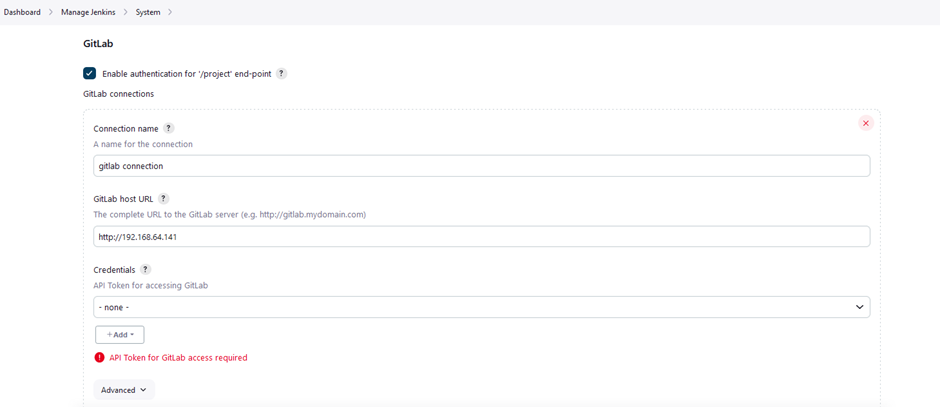 Dashboard > Manage Jenkins > System >
GitLab
Enable authentication for '/project' end-point ?
GitLab connections
Connection name ?
A name for the connection
gitlab connection
GitLab host URL ?
The complete URL to the GitLab server (e.g. http://gitlab.mydomain.com)
http://192.168.64.141
Credentials ?
API Token for accessing GitLab
- none -
+Add
! API Token for GitLab access required
Advanced